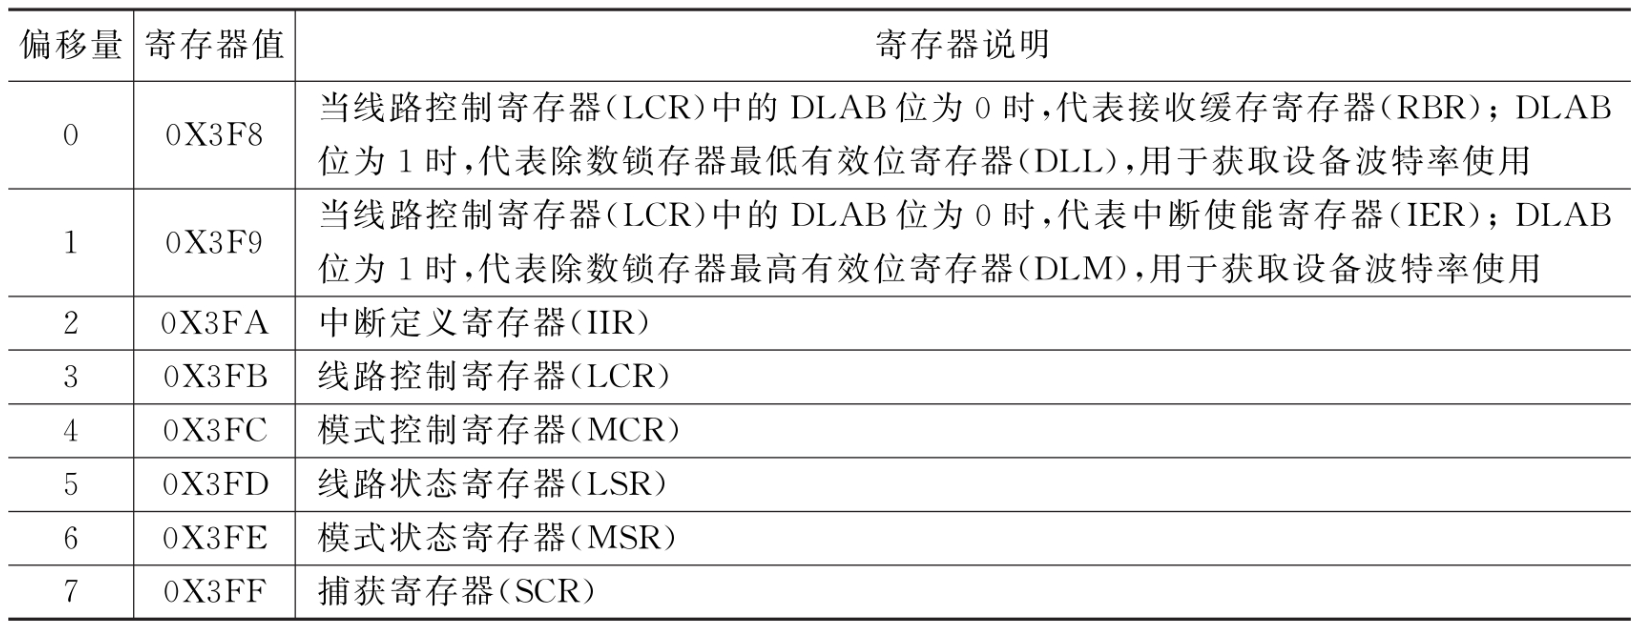 偏移量 寄存器值 寄存器说明
0 0X3F8 当线路控制寄存器(LCR)中的 DLAB 位为 0 时,代表接收缓存寄存器(RBR); DLAB
位为 1 时,代表除数锁存器最低有效位寄存器(DLL),用于获取设备波特率使用
1 0X3F9 当线路控制寄存器(LCR)中的 DLAB 位为 0 时,代表中断使能寄存器(IER); DLAB
位为 1 时,代表除数锁存器最高有效位寄存器(DLM),用于获取设备波特率使用
2 0X3FA 中断定义寄存器(IIR)
3 0X3FB 线路控制寄存器(LCR)
4 0X3FC 模式控制寄存器(MCR)
5 0X3FD 线路状态寄存器(LSR)
6 0X3FE 模式状态寄存器(MSR)
7 0X3FF 捕获寄存器(SCR)